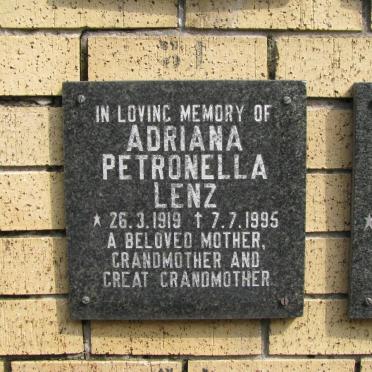 IN LOVING MEMORY OF
ADRIANA
PETRONELLA
LENZ
* 26.3.1919 † 7.7.1995
A BELOVED MOTHER,
GRANDMOTHER AND
GREAT GRANDMOTHER